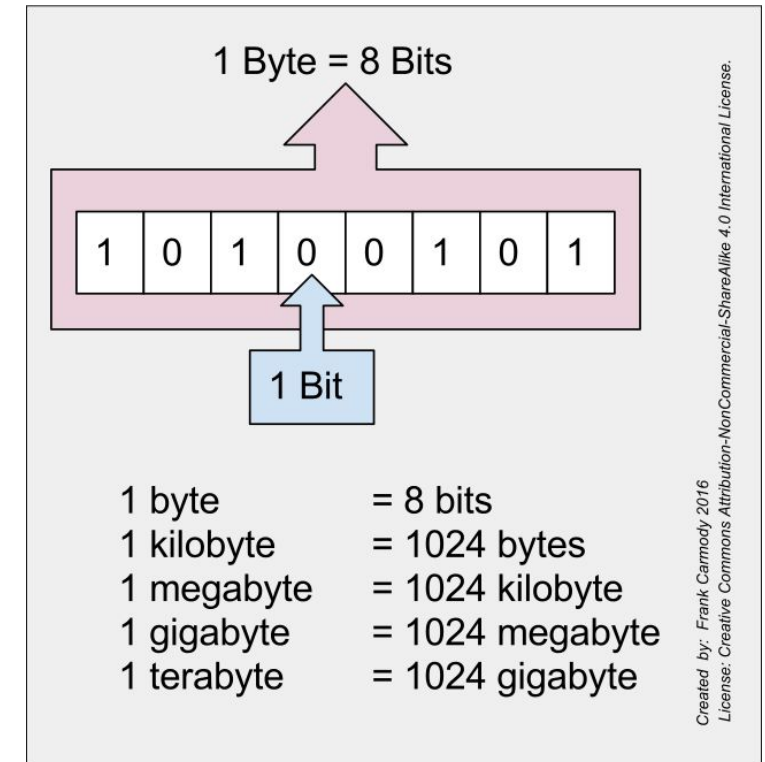 1 Byte = 8 Bits
1 0 1 0 0 1 0 1
1 Bit
1 byte = 8 bits
1 kilobyte = 1024 bytes
1 megabyte = 1024 kilobyte
1 gigabyte = 1024 megabyte
1 terabyte = 1024 gigabyte
Created by: Frank Carmody 2016
License: Creative Commons Attribution-NonCommercial-ShareAlike 4.0 International License.